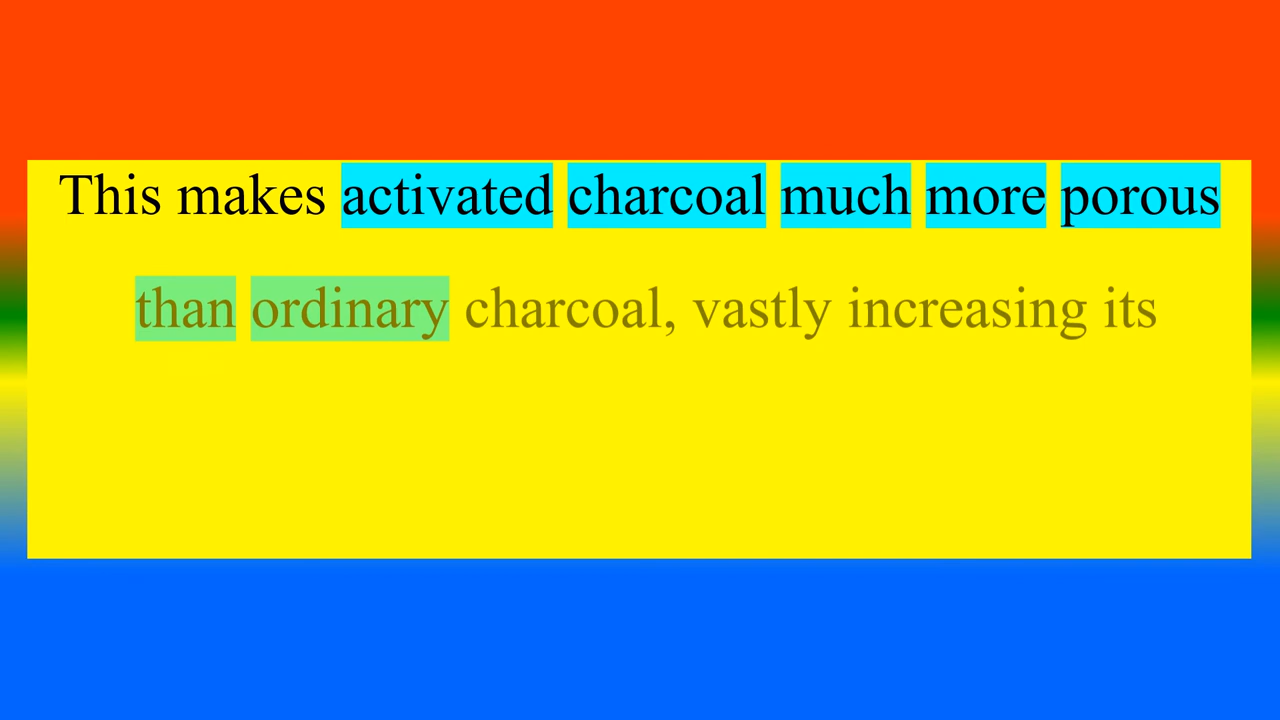 This makes activated charcoal much more porous
than ordinary charcoal, vastly increasing its